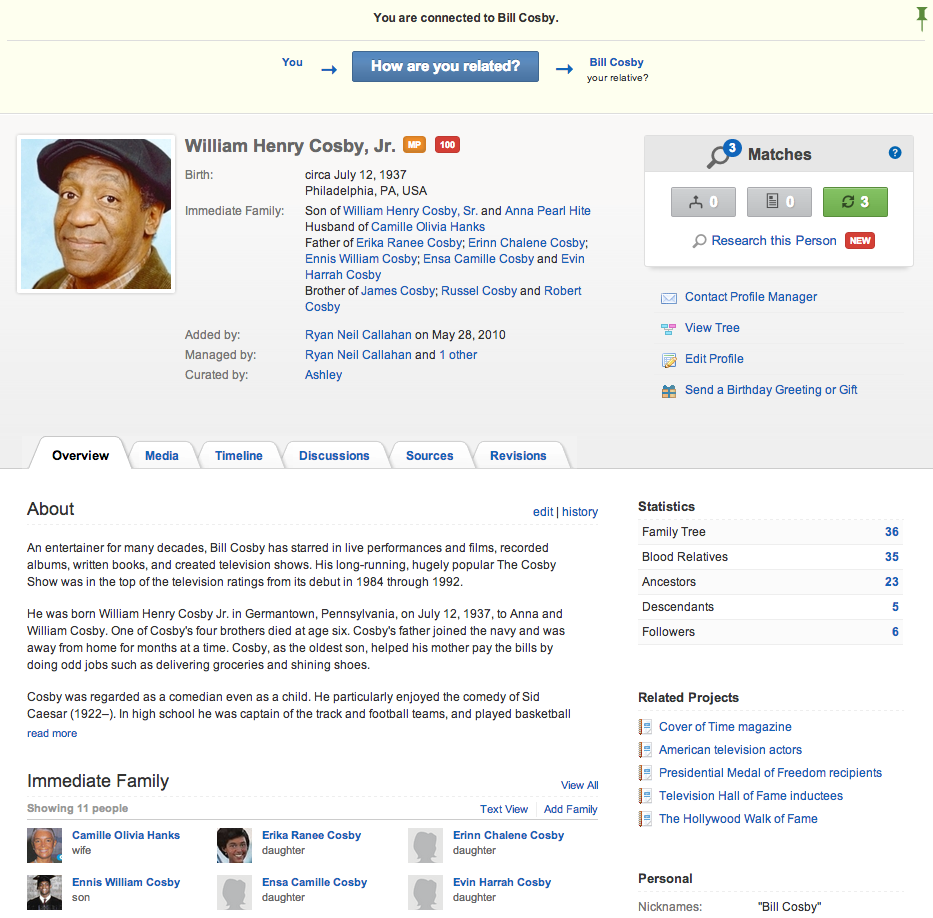 You are connected to Bill Cosby.
You
How are you related?
Bill Cosby
your relative?
William Henry Cosby, Jr. MP 100
Birth: circa July 12, 1937
Philadelphia, PA, USA
Immediate Family: Son of William Henry Cosby, Sr. and Anna Pearl Hite
Husband of Camille Olivia Hanks
Father of Erika Ranee Cosby; Erinn Chalene Cosby;
Ennis William Cosby; Ensa Camille Cosby and Evin
Harrah Cosby
Brother of James Cosby; Russel Cosby and Robert
Cosby
Added by: Ryan Neil Callahan on May 28, 2010
Managed by: Ryan Neil Callahan and 1 other
Curated by: Ashley
3 Matches ?
0 0 3
Research this Person NEW
Contact Profile Manager
View Tree
Edit Profile
Send a Birthday Greeting or Gift
Overview Media Timeline Discussions Sources Revisions
About edit | history
An entertainer for many decades, Bill Cosby has starred in live performances and films, recorded
albums, written books, and created television shows. His long-running, hugely popular The Cosby
Show was in the top of the television ratings from its debut in 1984 through 1992.
He was born William Henry Cosby Jr. in Germantown, Pennsylvania, on July 12, 1937, to Anna and
William Cosby. One of Cosby's four brothers died at age six. Cosby's father joined the navy and was
away from home for months at a time. Cosby, as the oldest son, helped his mother pay the bills by
doing odd jobs such as delivering groceries and shining shoes.
Cosby was regarded as a comedian even as a child. He particularly enjoyed the comedy of Sid
Caesar (1922–). In high school he was captain of the track and football teams, and played basketball
read more
Immediate Family View All
Showing 11 people Text View Add Family
Camille Olivia Hanks
wife
Erika Ranee Cosby
daughter
Erinn Chalene Cosby
daughter
Ennis William Cosby
son
Ensa Camille Cosby
daughter
Evin Harrah Cosby
daughter
Statistics
Family Tree 36
Blood Relatives 35
Ancestors 23
Descendants 5
Followers 6
Related Projects
Cover of Time magazine
American television actors
Presidential Medal of Freedom recipients
Television Hall of Fame inductees
The Hollywood Walk of Fame
Personal
Nicknames: "Bill Cosby"